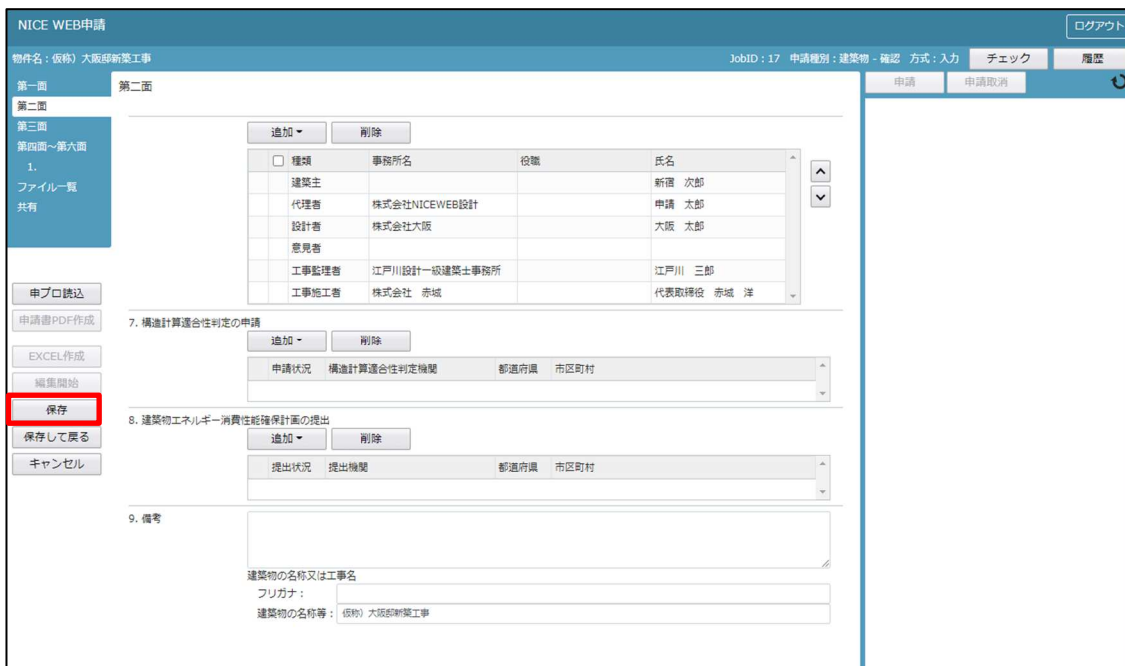 NICE WEB申請
ログアウト
物件名：仮称）大阪邸新築工事
JobID：17 申請種別：建築物 - 確認 方式：入力
チェック
履歴
第一面
第二面
第三面
第四面～第六面
1.
ファイル一覧
共有
第二面
申請
申請取消
追加
削除
種類 事務所名 役職 氏名
建築主 新宿 次郎
代理者 株式会社NICEWEB設計 申請 太郎
設計者 株式会社大阪 大阪 太郎
意見者
工事監理者 江戸川設計一級建築士事務所 江戸川 三郎
工事施工者 株式会社 赤城 代表取締役 赤城 洋
申プロ読込
申請書PDF作成
EXCEL作成
編集開始
保存
保存して戻る
キャンセル
7. 構造計算適合性判定の申請
追加
削除
申請状況 構造計算適合性判定機関 都道府県 市区町村
8. 建築物エネルギー消費性能確保計画の提出
追加
削除
提出状況 提出機関 都道府県 市区町村
9. 備考
建築物の名称又は工事名
フリガナ：
建築物の名称等： 仮称）大阪邸新築工事